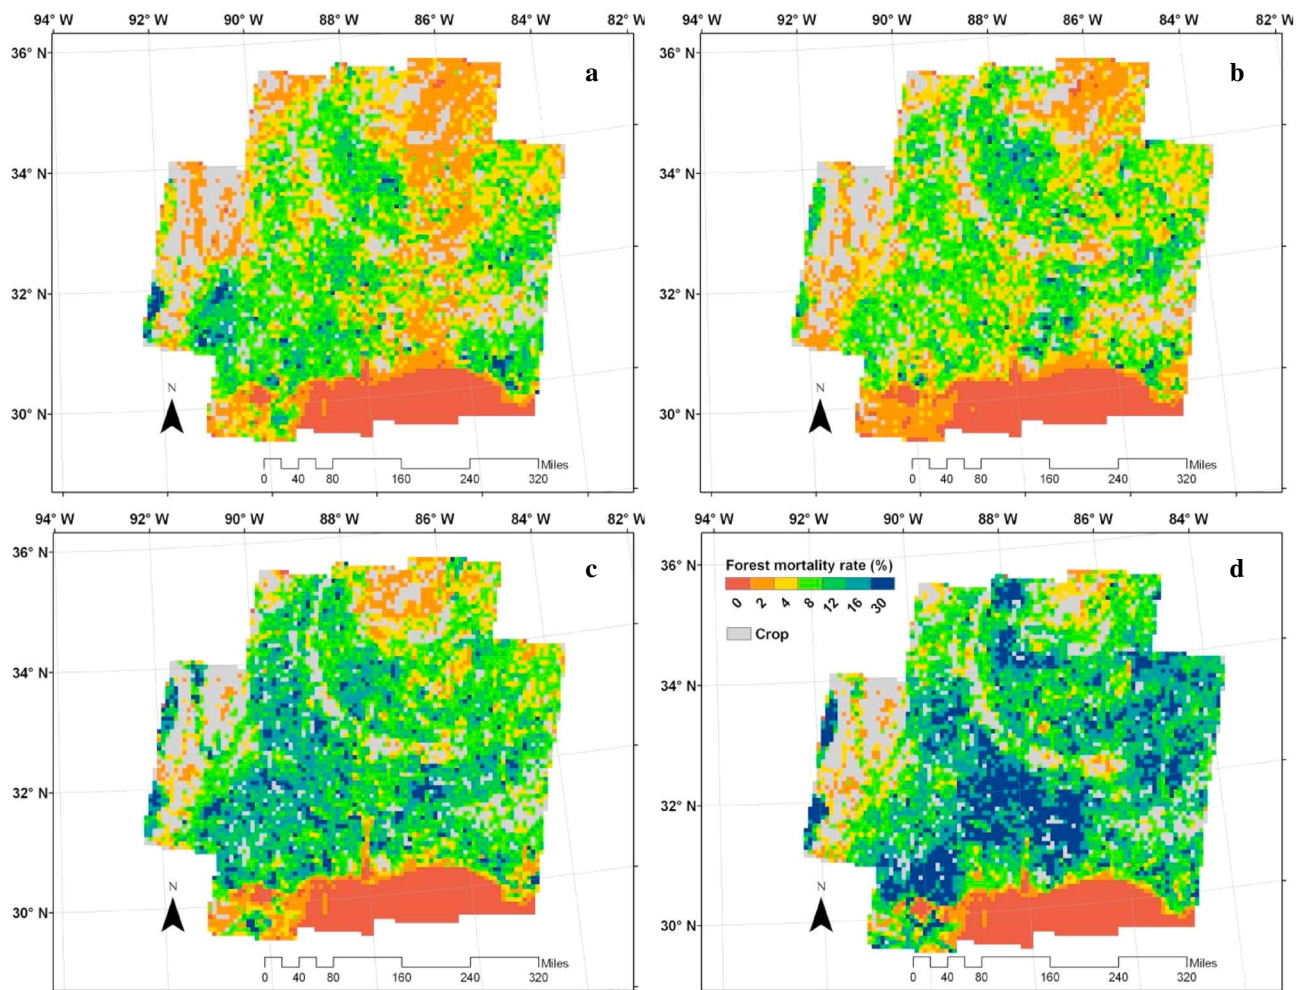 94°W 92°W 90°W 88°W 86°W 84°W 82°W
36° N
34° N
32° N
30° N
a
N
Miles
0 40 80 160 240 320
94°W 92°W 90°W 88°W 86°W 84°W 82°W
36° N
34° N
32° N
30° N
b
N
Miles
0 40 80 160 240 320
94°W 92°W 90°W 88°W 86°W 84°W 82°W
36° N
34° N
32° N
30° N
c
N
Miles
0 40 80 160 240 320
94°W 92°W 90°W 88°W 86°W 84°W
36° N
34° N
32° N
30° N
d
Forest mortality rate (%)
0 2 4 8 12 16 30
Crop
N
Miles
0 40 80 160 240 320